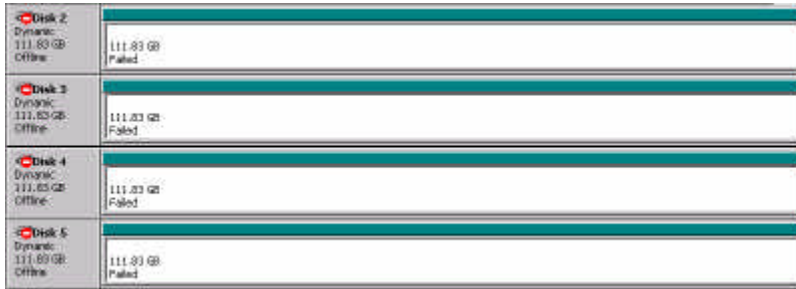 Disk 2
Dynamic
111.83 GB
Offline
111.83 GB
Failed
Disk 3
Dynamic
111.83 GB
Offline
111.83 GB
Failed
Disk 4
Dynamic
111.83 GB
Offline
111.83 GB
Failed
Disk 5
Dynamic
111.83 GB
Offline
111.83 GB
Failed